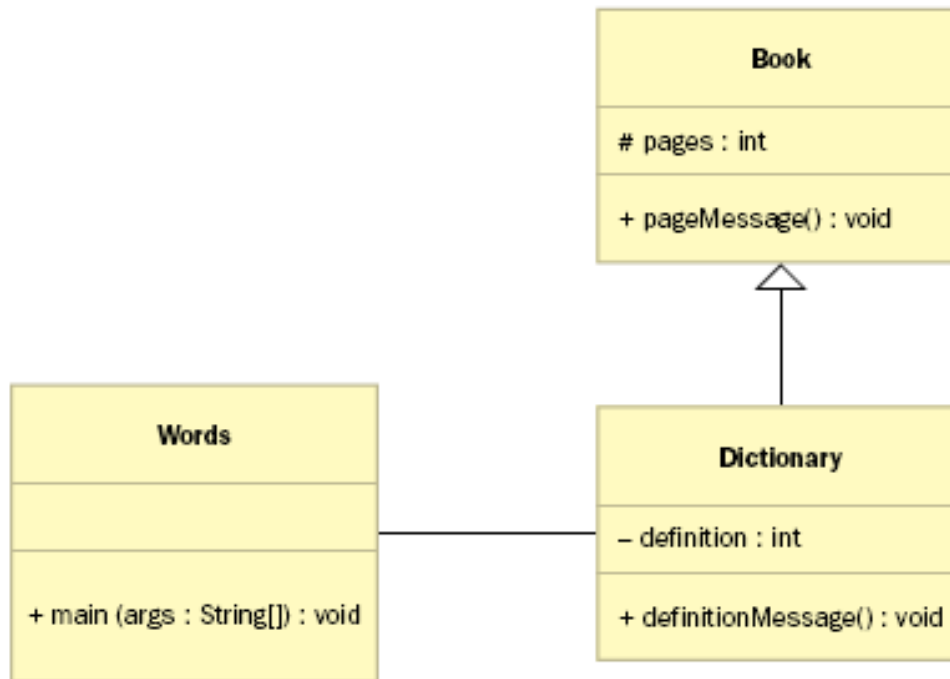 Book
# pages : int
+ pageMessage() : void
Words
+ main (args : String[]) : void
Dictionary
– definition : int
+ definitionMessage() : void